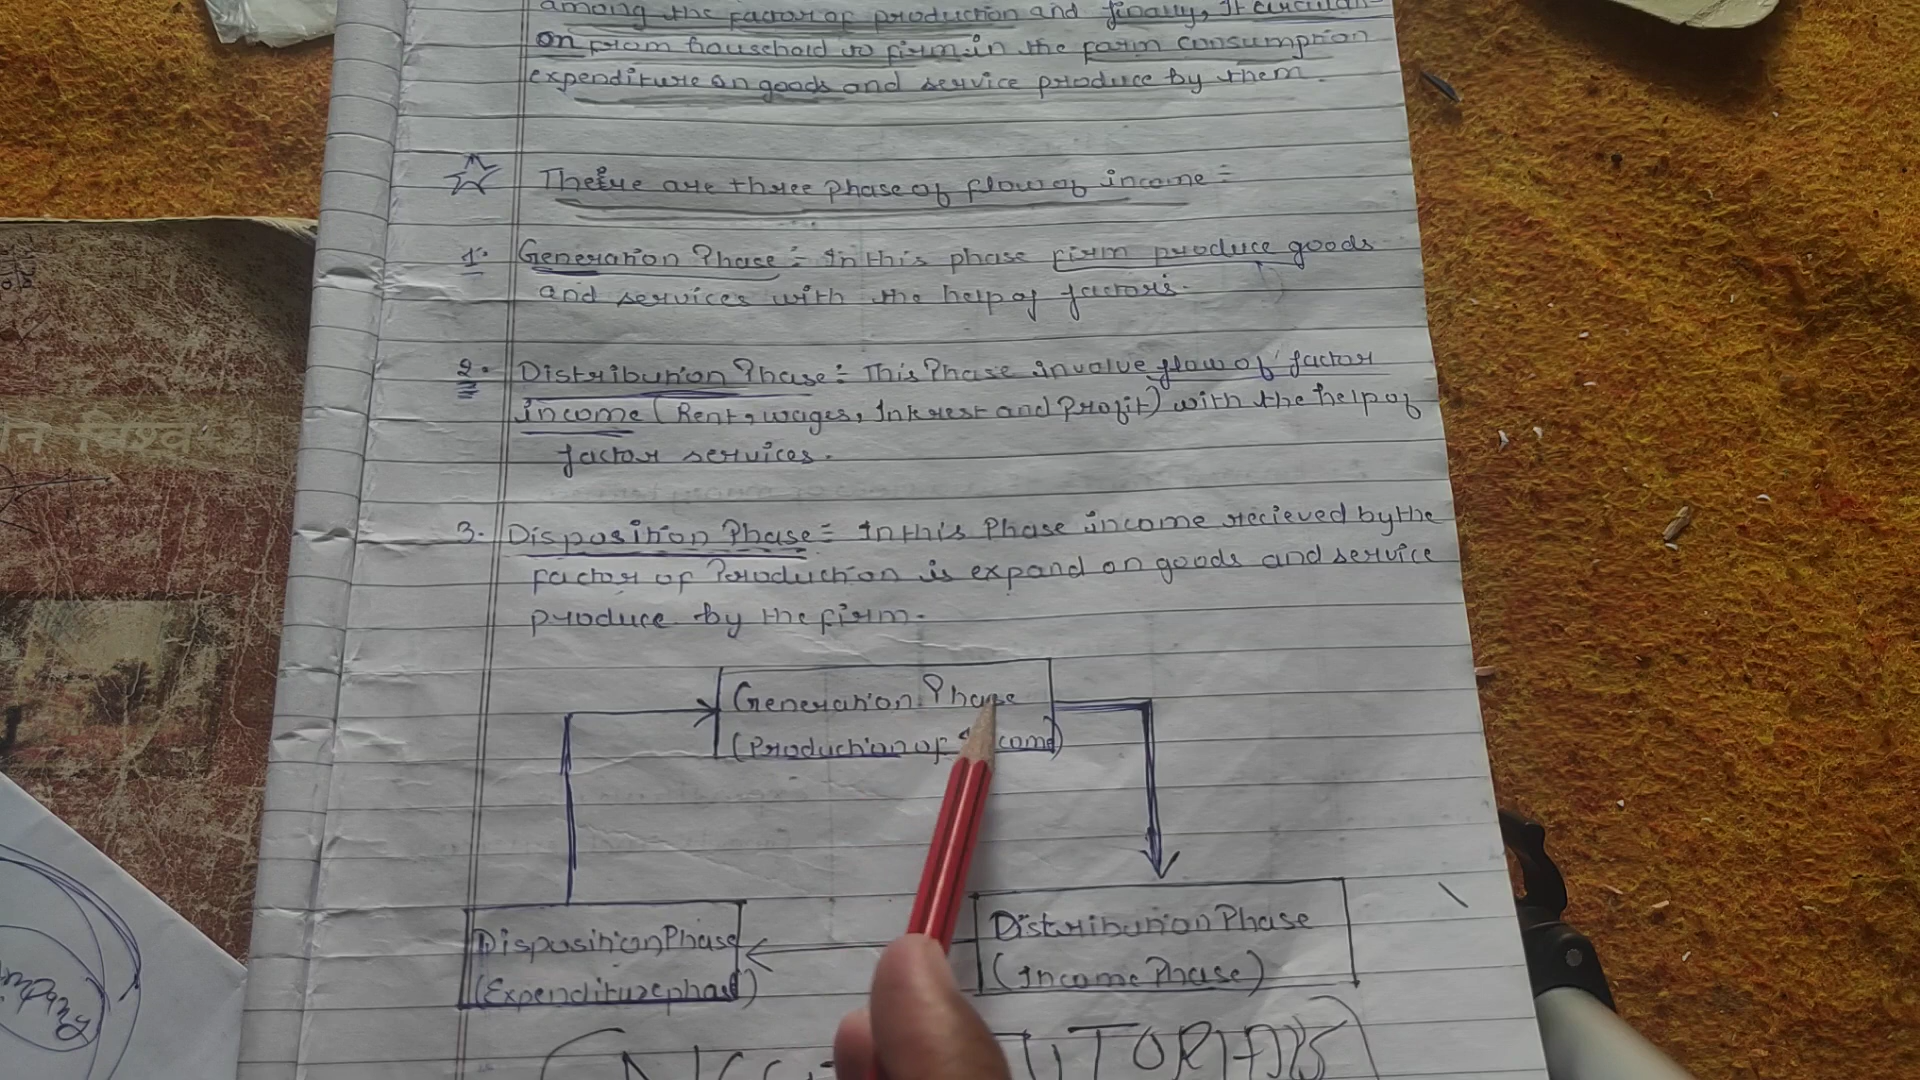 among the factor of production and finally, It circulati-
on from household to firm in the form consumption
expenditure on goods and service produce by them.
There are three phase of flow of income =
1. Generation Phase = In this phase firm produce goods
and services with the help of factors.
2. Distribution Phase = This Phase involve flow of factor
income (Rent, wages, Interest and Profit) with the help of
factor services.
3. Disposition Phase = In this Phase income recieved by the
factor of Production is expand on goods and service
produce by the firm.
Generation Phase
(Production of Income)
Disposition Phase
(Expenditure phase)
Distribution Phase
(Income Phase)
विश्व